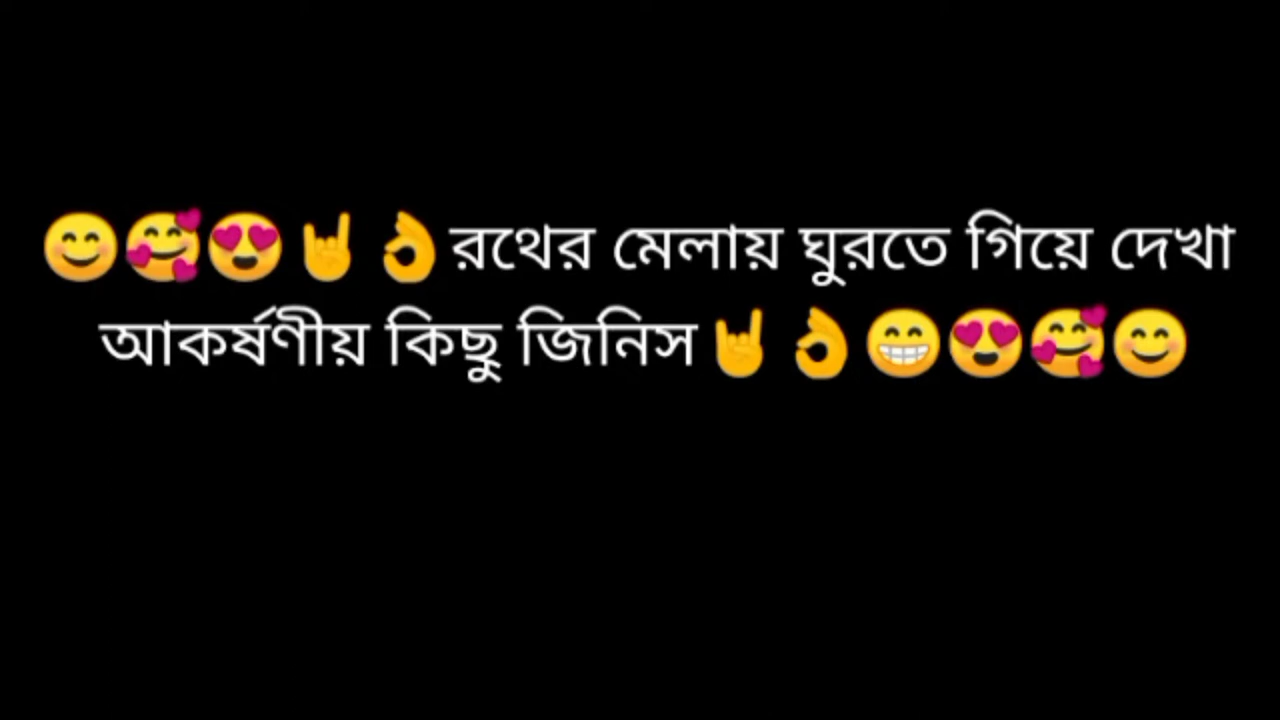 😊🥰😍🤘👌রথের মেলায় ঘুরতে গিয়ে দেখা
আকর্ষণীয় কিছু জিনিস🤘👌😁😍🥰😊